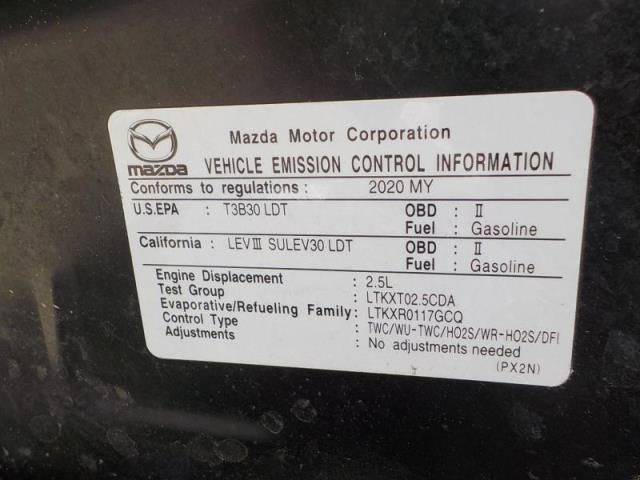 Mazda Motor Corporation
mazda
VEHICLE EMISSION CONTROL INFORMATION
Conforms to regulations : 2020 MY
U.S.EPA : T3B30 LDT OBD : II
Fuel : Gasoline
California : LEV III SULEV30 LDT OBD : II
Fuel : Gasoline
Engine Displacement : 2.5L
Test Group : LTKXT02.5CDA
Evaporative/Refueling Family: LTKXR0117GCQ
Control Type : TWC/WU-TWC/HO2S/WR-HO2S/DFI
Adjustments : No adjustments needed
(PX2N)